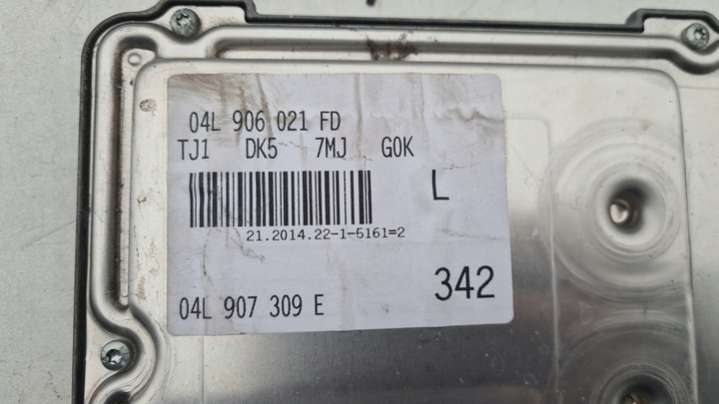 04L 906 021 FD
TJ1 DK5 7MJ G0K
L
21.2014.22-1-5161=2
342
04L 907 309 E